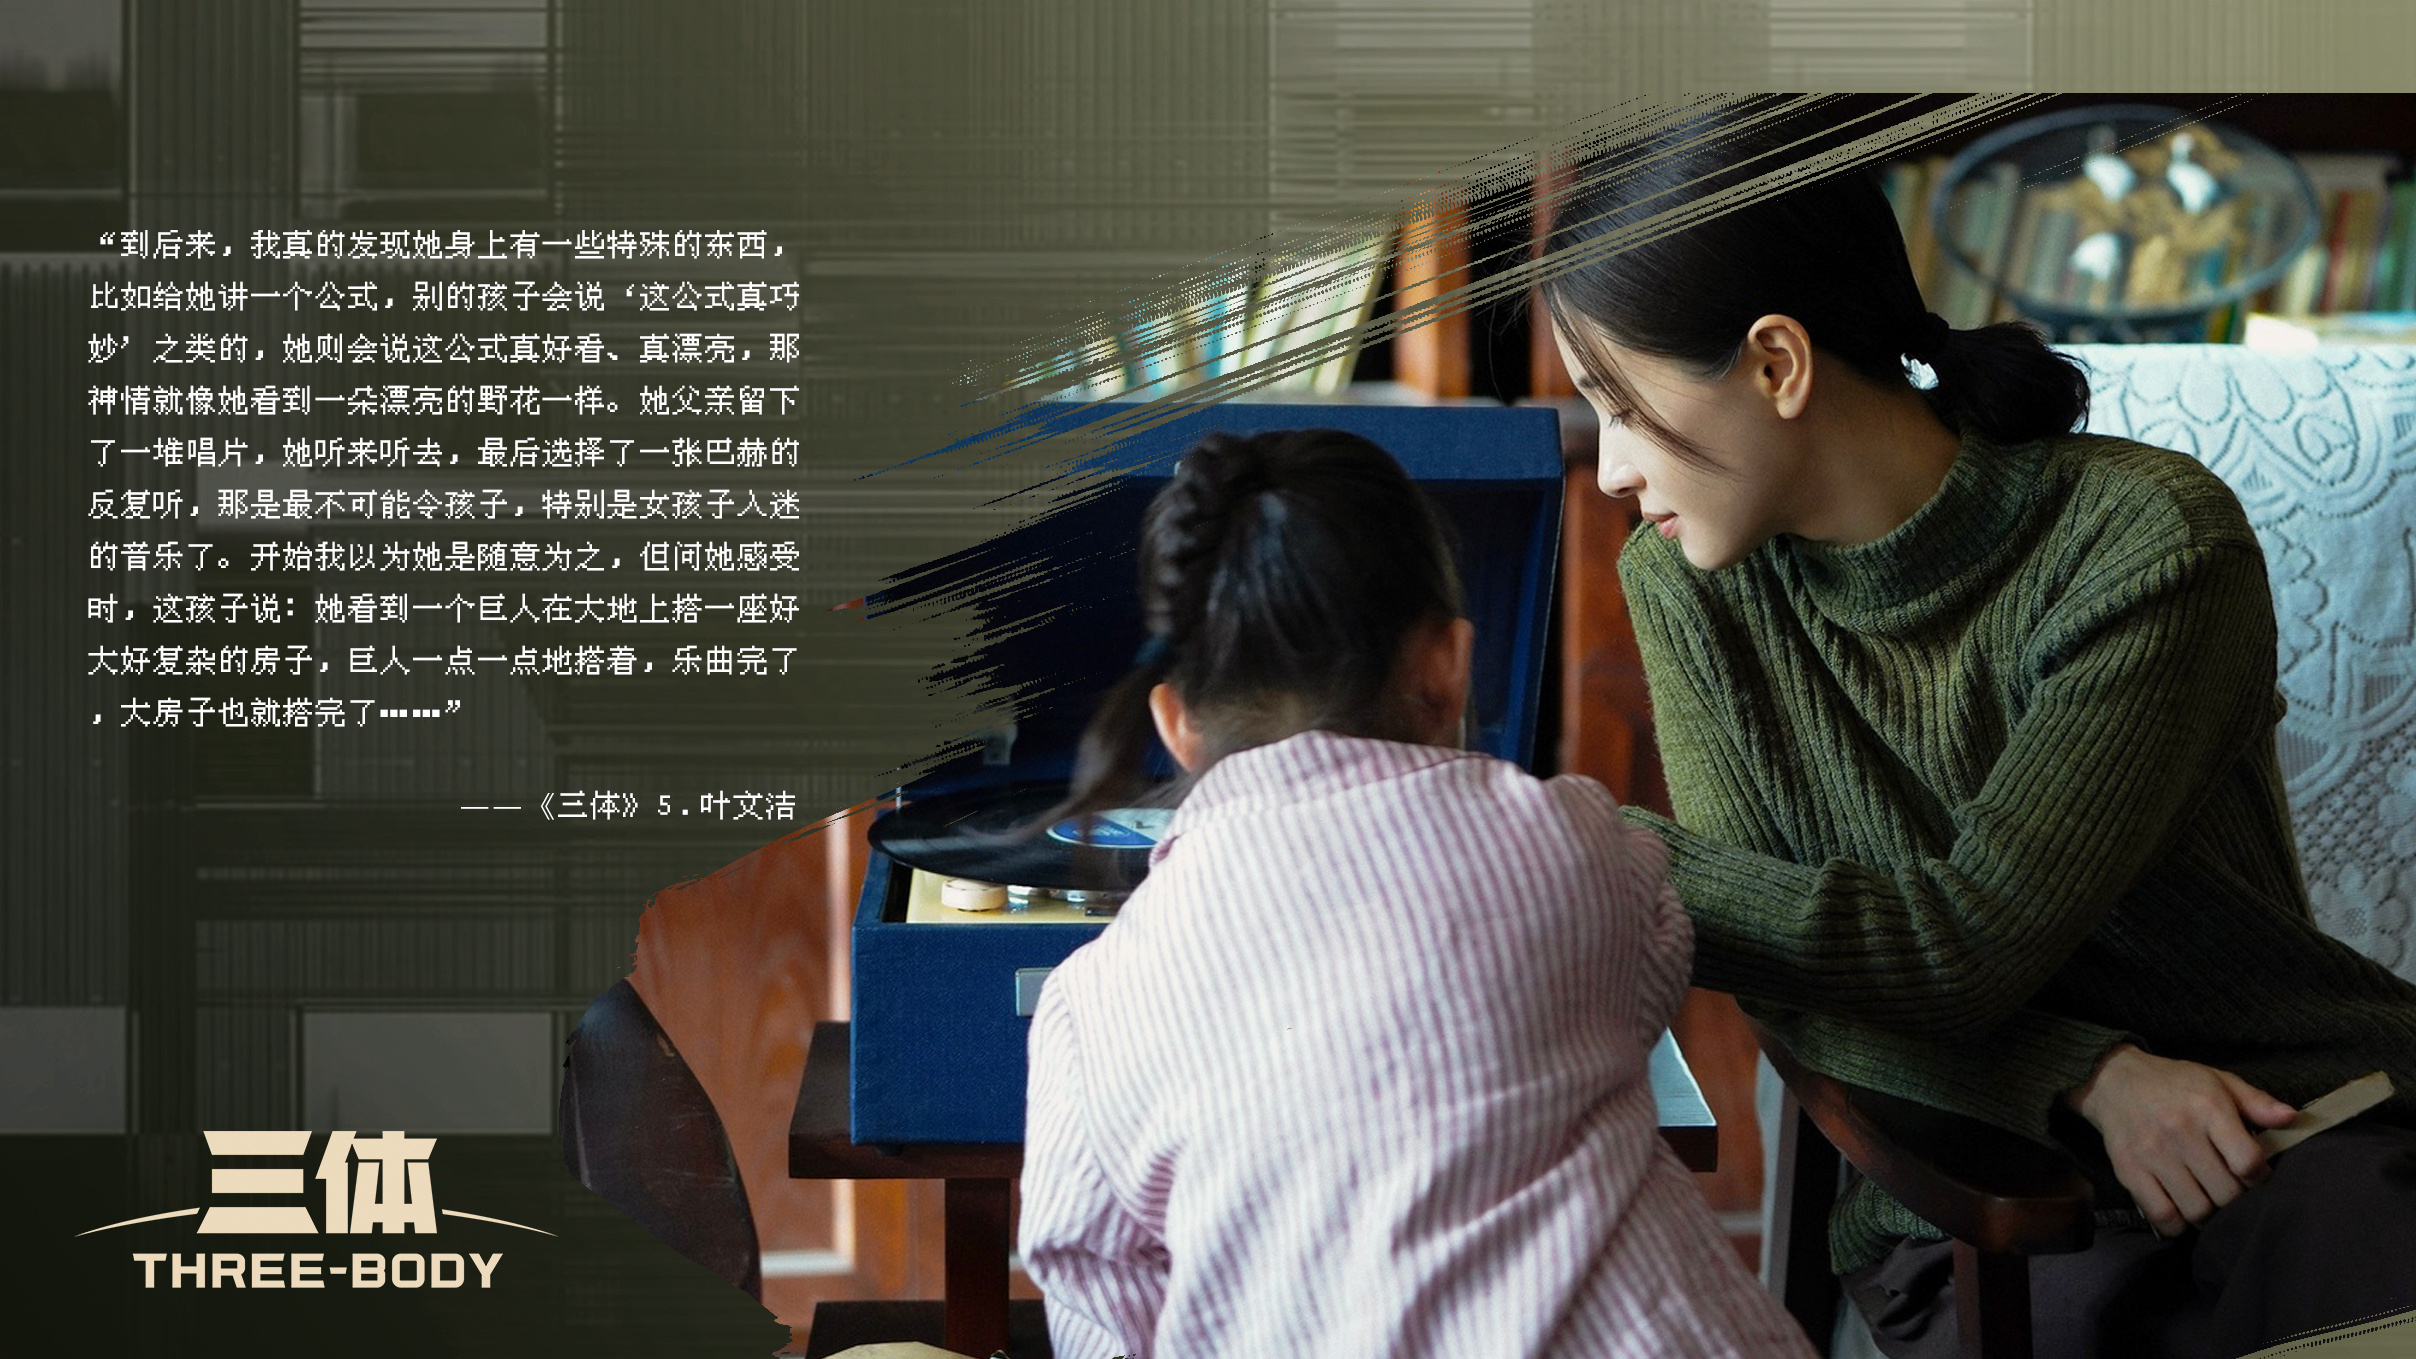 “到后来，我真的发现她身上有一些特殊的东西，
比如给她讲一个公式，别的孩子会说‘这公式真巧
妙’之类的，她则会说这公式真好看、真漂亮，那
神情就像她看到一朵漂亮的野花一样。她父亲留下
了一堆唱片，她听来听去，最后选择了一张巴赫的
反复听，那是最不可能令孩子，特别是女孩子入迷
的音乐了。开始我以为她是随意为之，但问她感受
时，这孩子说：她看到一个巨人在大地上搭一座好
大好复杂的房子，巨人一点一点地搭着，乐曲完了
，大房子也就搭完了……”
——《三体》5.叶文洁
三体
THREE-BODY